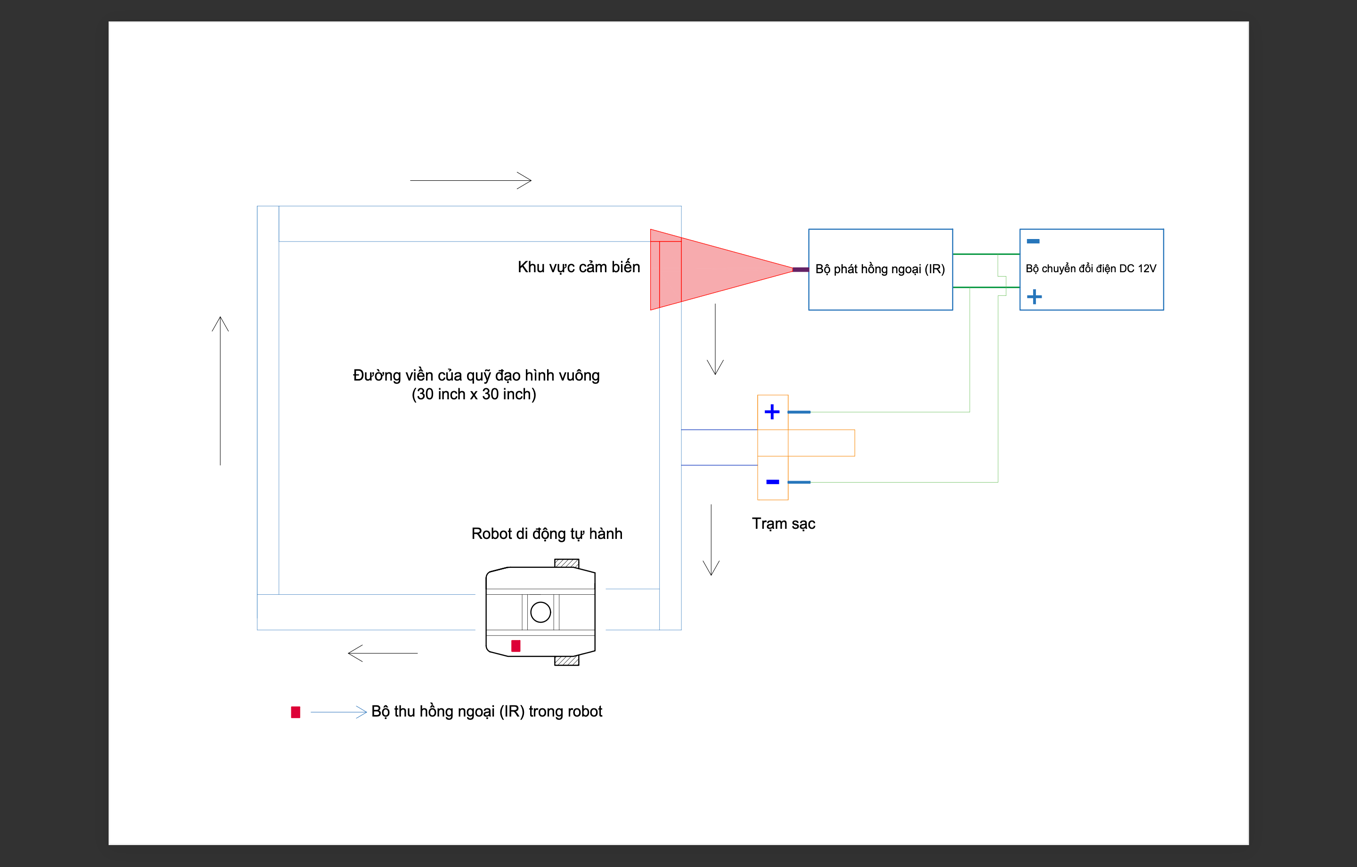 Khu vực cảm biến
Bộ phát hồng ngoại (IR)
-
Bộ chuyển đổi điện DC 12V
+
Đường viền của quỹ đạo hình vuông
(30 inch x 30 inch)
+
-
Trạm sạc
Robot di động tự hành
Bộ thu hồng ngoại (IR) trong robot